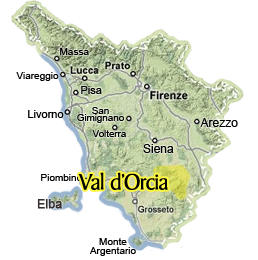 Massa
Viareggio
Lucca
Prato
Pisa
Firenze
Livorno
San
Gimignano
Volterra
Arezzo
Siena
Piombino
Val d'Orcia
Elba
Grosseto
Monte
Argentario